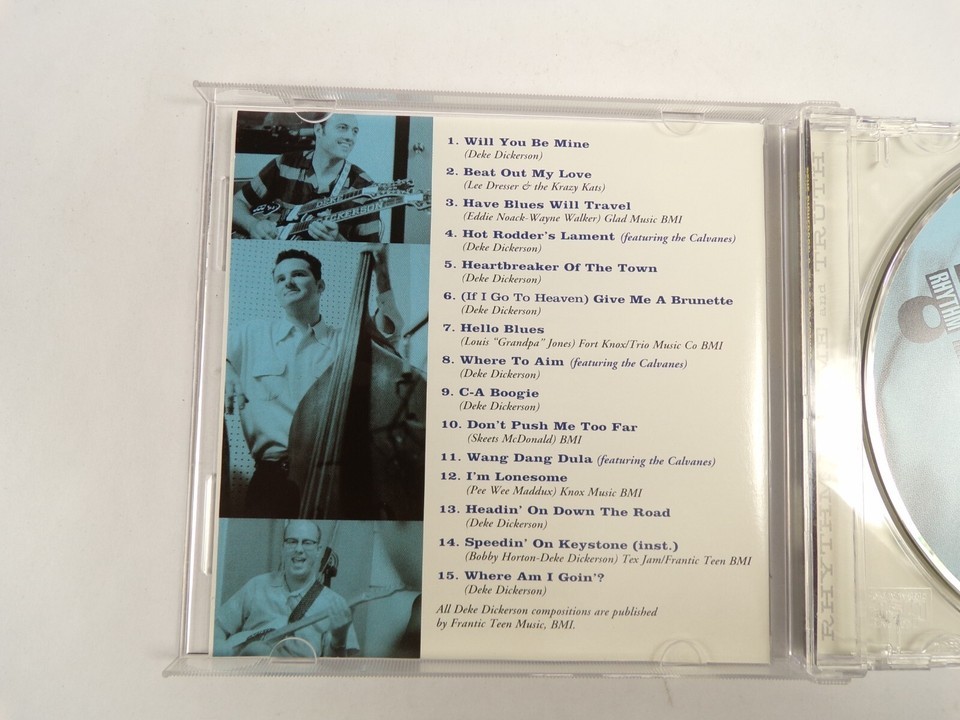 1. Will You Be Mine
(Deke Dickerson)
2. Beat Out My Love
(Lee Dresser & the Krazy Kats)
3. Have Blues Will Travel
(Eddie Noack-Wayne Walker) Glad Music BMI
4. Hot Rodder's Lament (featuring the Calvanes)
(Deke Dickerson)
5. Heartbreaker Of The Town
(Deke Dickerson)
6. (If I Go To Heaven) Give Me A Brunette
(Deke Dickerson)
7. Hello Blues
(Louis "Grandpa" Jones) Fort Knox/Trio Music Co BMI
8. Where To Aim (featuring the Calvanes)
(Deke Dickerson)
9. C-A Boogie
(Deke Dickerson)
10. Don't Push Me Too Far
(Skeets McDonald) BMI
11. Wang Dang Dula (featuring the Calvanes)
12. I'm Lonesome
(Pee Wee Maddux) Knox Music BMI
13. Headin' On Down The Road
(Deke Dickerson)
14. Speedin' On Keystone (inst.)
(Bobby Horton-Deke Dickerson) Tex Jam/Frantic Teen BMI
15. Where Am I Goin'?
(Deke Dickerson)
All Deke Dickerson compositions are published
by Frantic Teen Music, BMI.
DEKE
DICKERSON
RHYTHM and TRUTH
RHYTHM